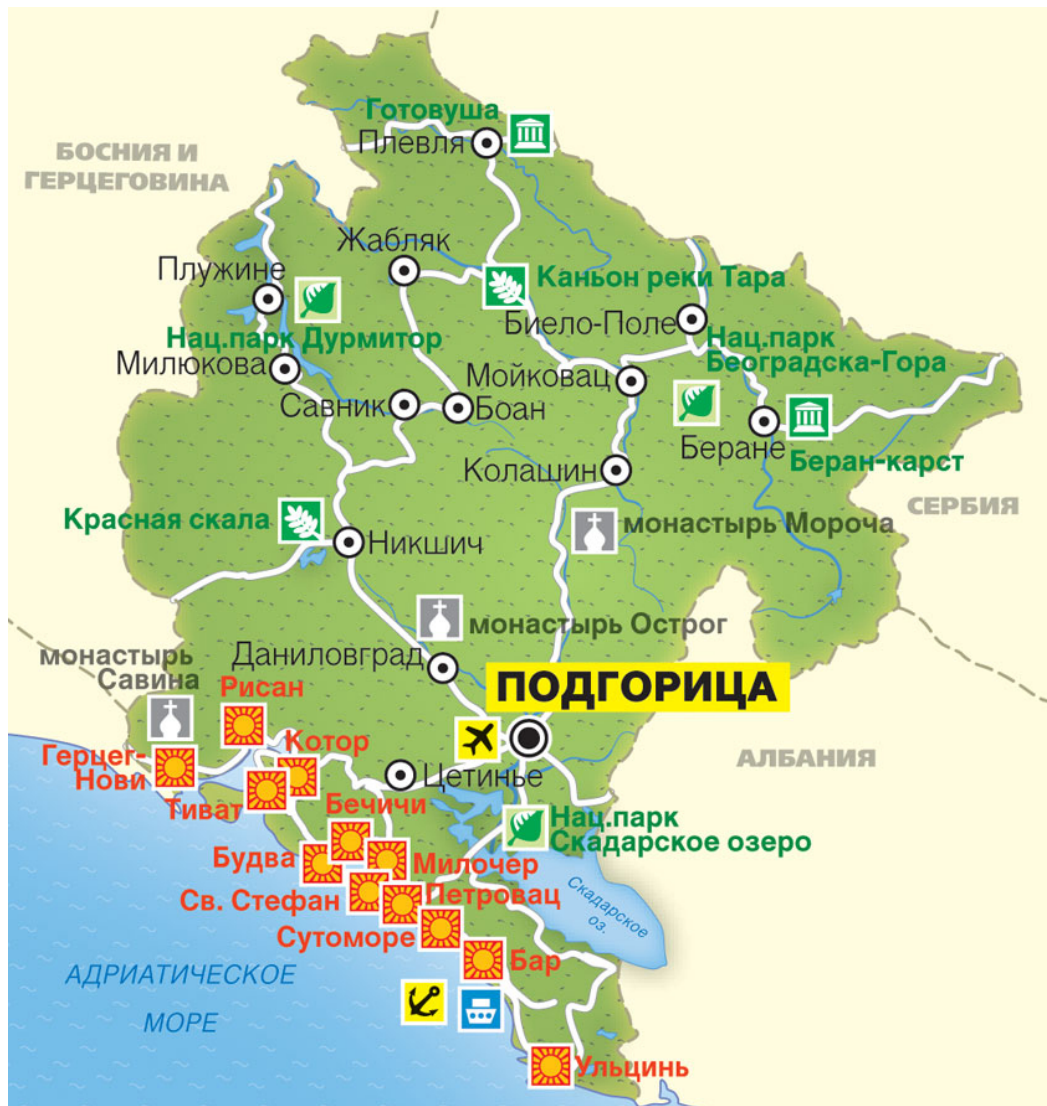 Готовуша
Плевля
БОСНИЯ И
ГЕРЦЕГОВИНА
Жабляк
Плужине
Каньон реки Тара
Биело-Поле
Нац.парк Дурмитор
Нац.парк
Београдска-Гора
Милюкова
Мойковац
Савник
Боан
Беране
Колашин
Беран-карст
СЕРБИЯ
Красная скала
монастырь Мороча
Никшич
монастырь Острог
Даниловград
монастырь
Савина
ПОДГОРИЦА
Рисан
Котор
Герцег-
Нови
АЛБАНИЯ
Цетинье
Тиват
Бечичи
Нац.парк
Скадарское озеро
Будва
Милочер
Св. Стефан
Петровац
Скадарское
оз.
Сутоморе
Бар
АДРИАТИЧЕСКОЕ
МОРЕ
Ульцинь